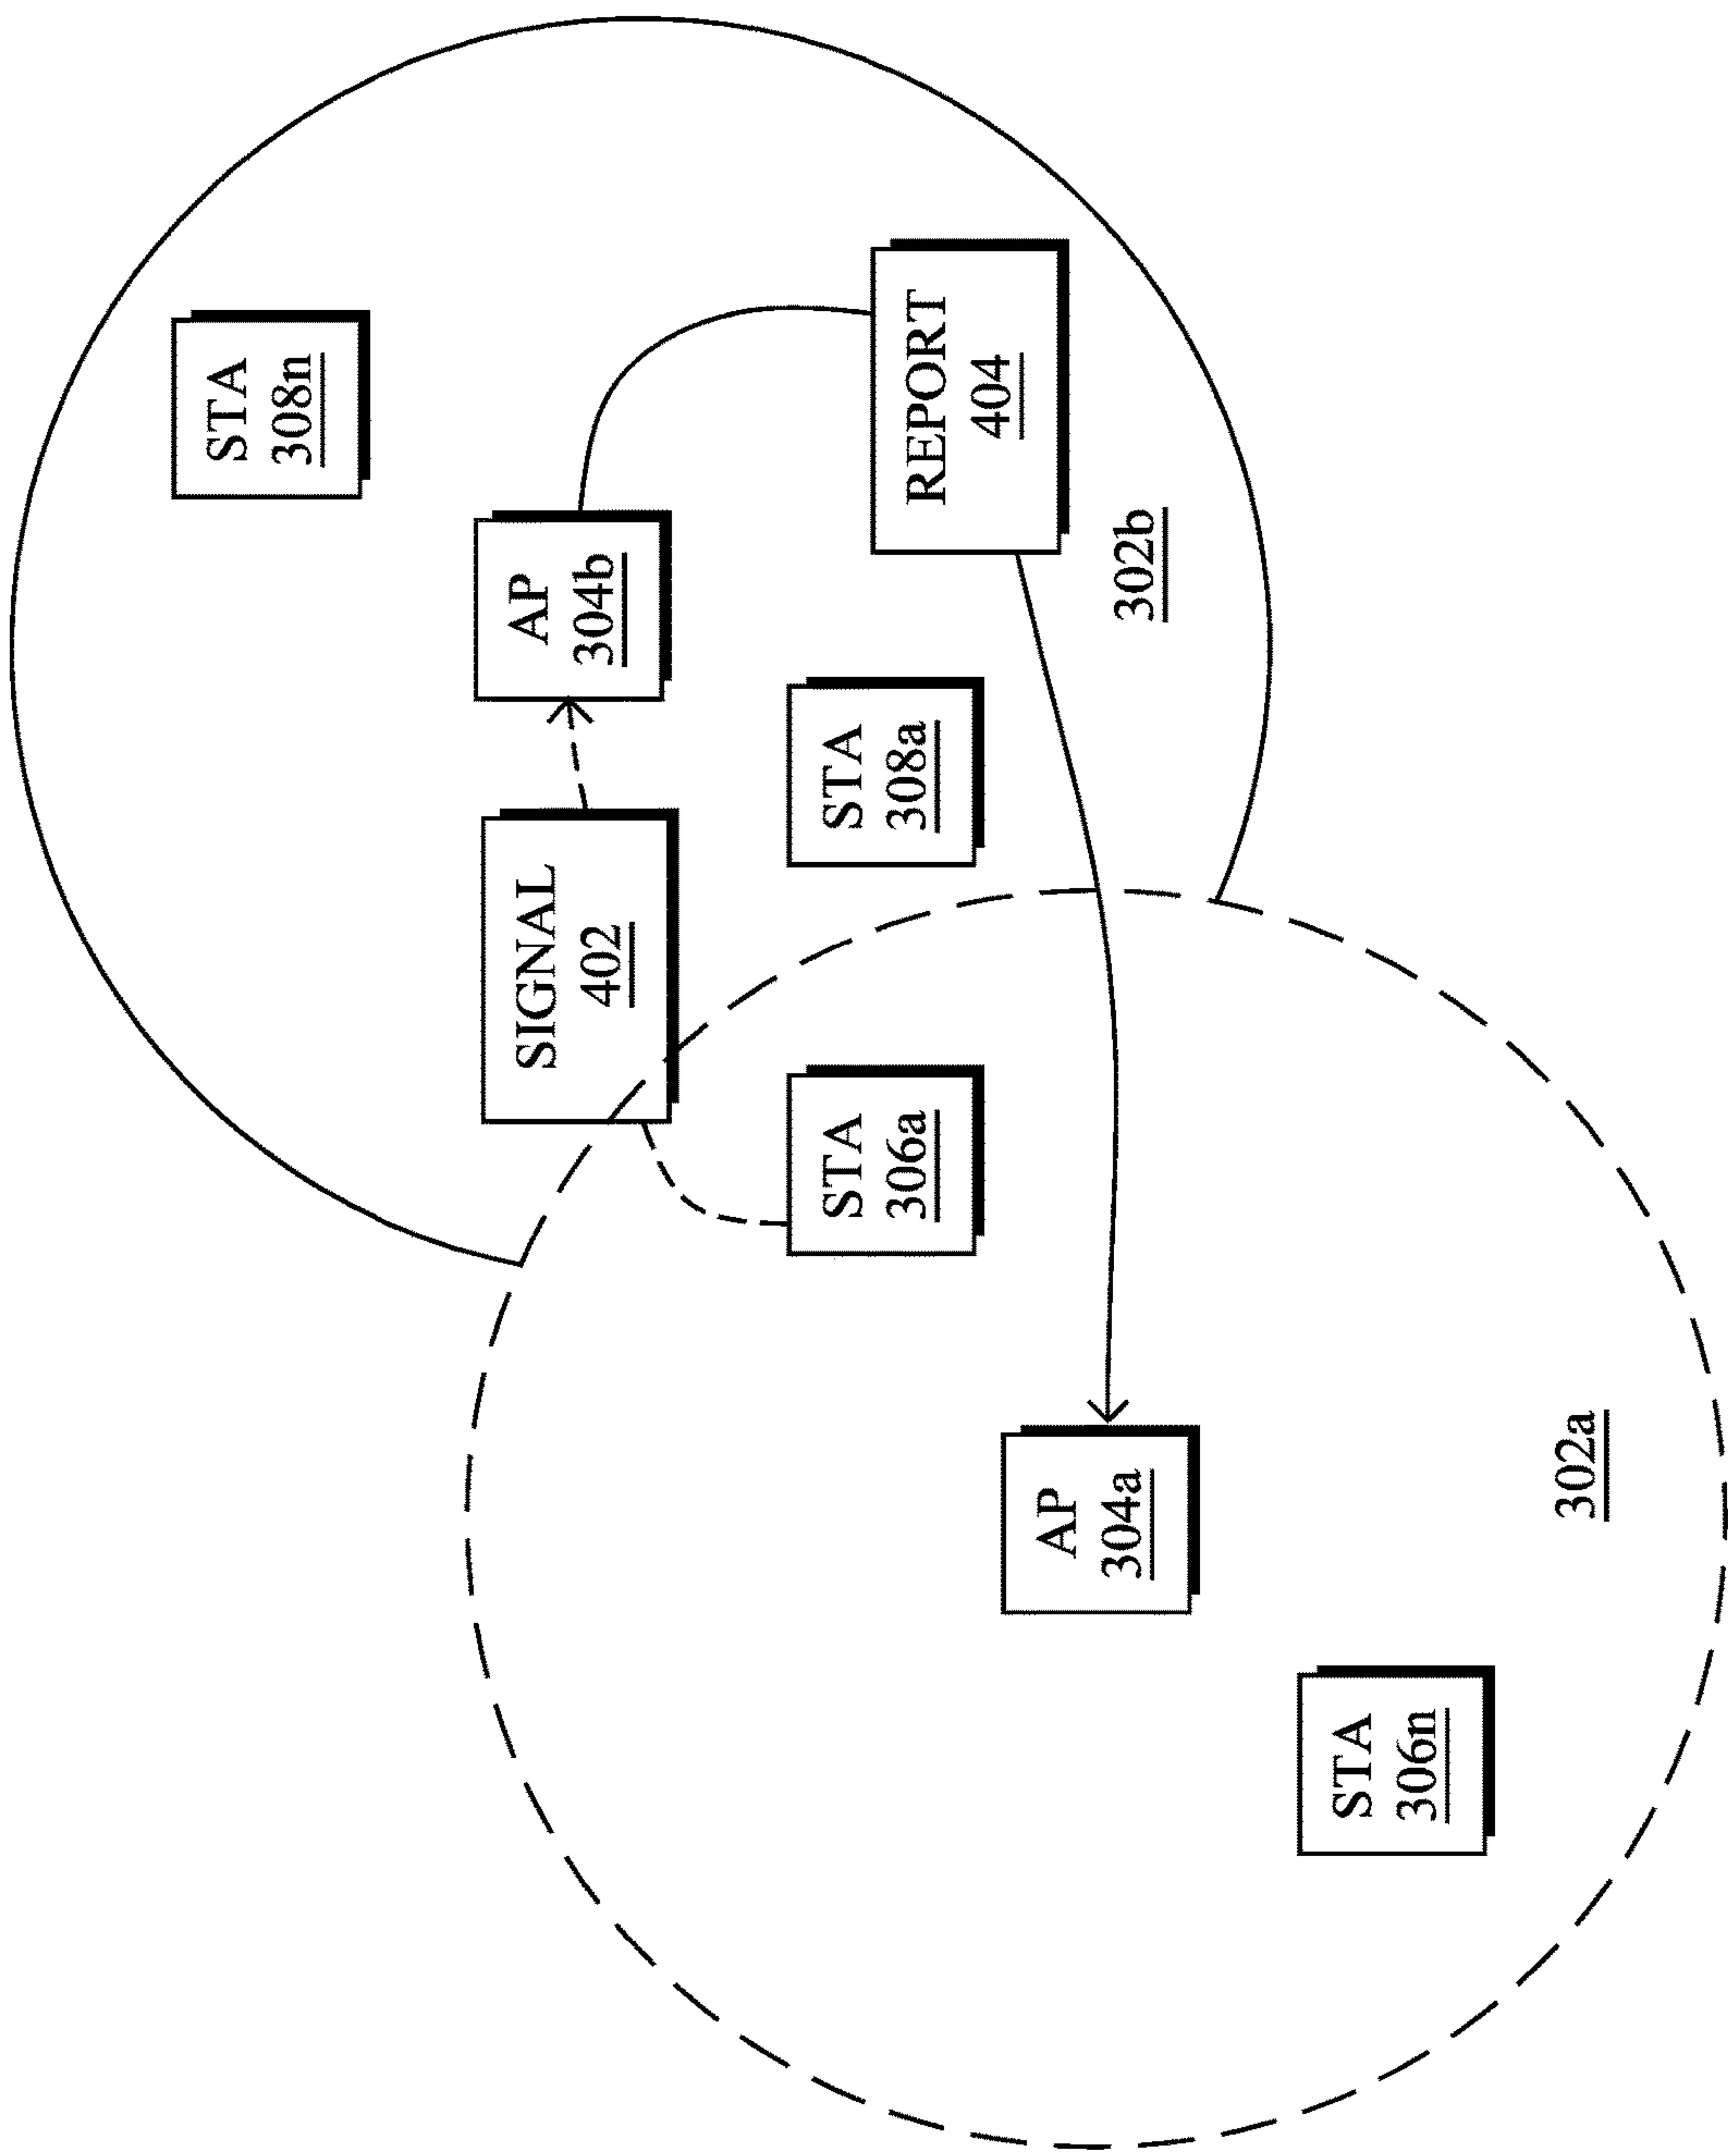 STA
308n
AP
304b
REPORT
404
302b
SIGNAL
402
STA
308a
STA
306a
AP
304a
302a
STA
306n